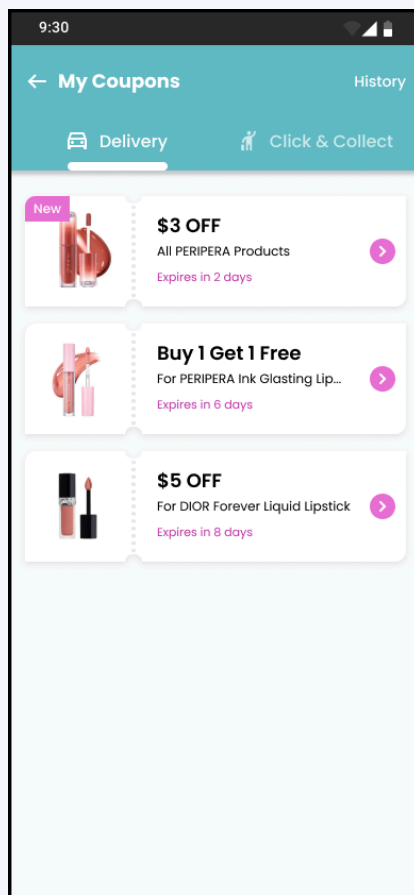 9:30
My Coupons
History
Delivery
Click & Collect
New
$3 OFF
All PERIPERA Products
Expires in 2 days
Buy 1 Get 1 Free
For PERIPERA Ink Glasting Lip...
Expires in 6 days
$5 OFF
For DIOR Forever Liquid Lipstick
Expires in 8 days